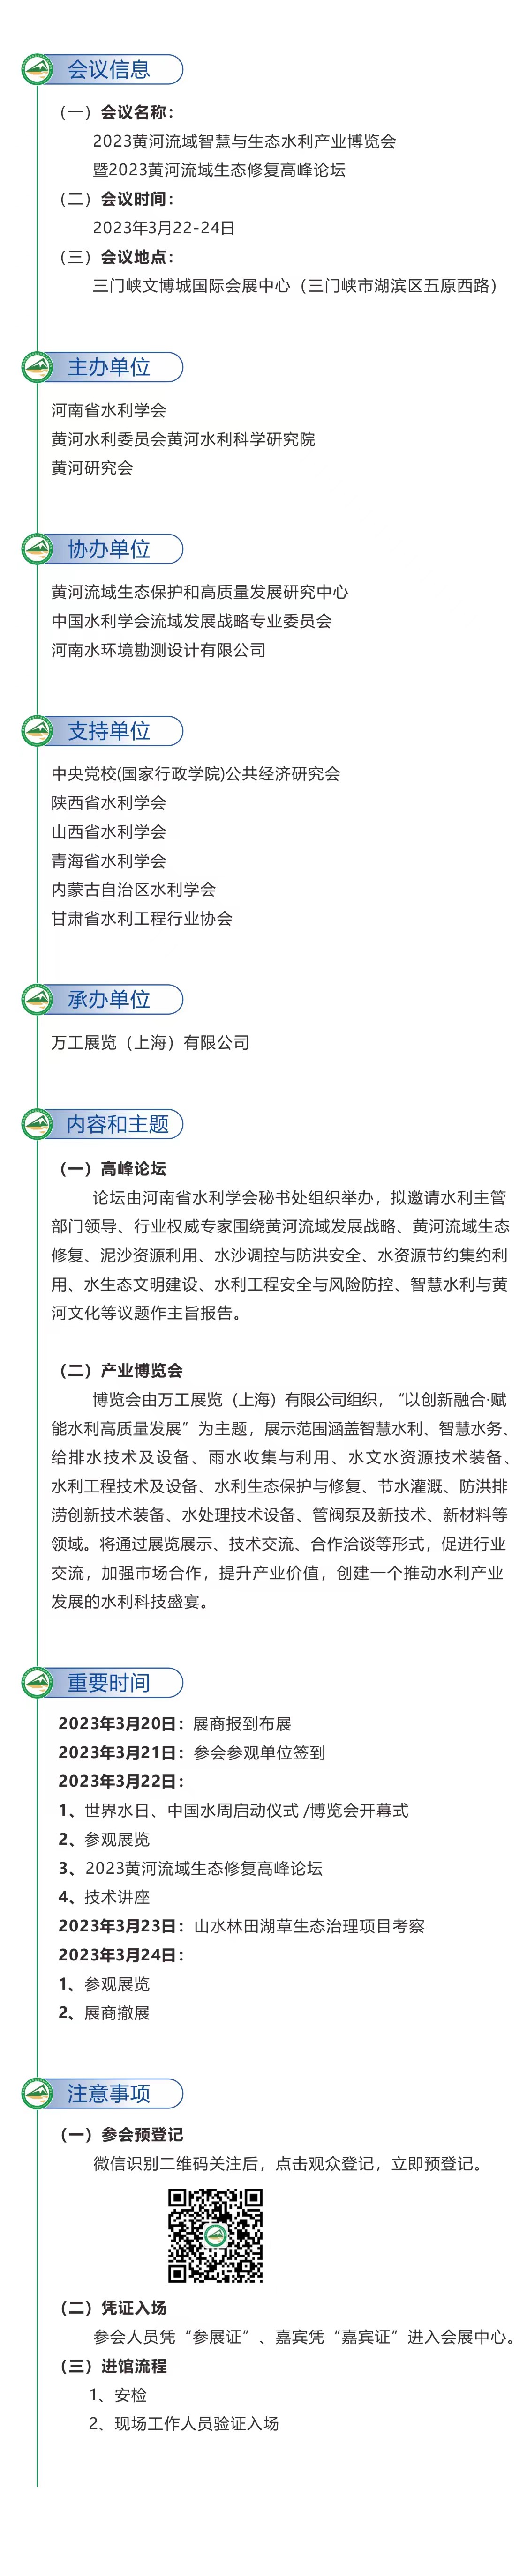 会议信息
（一）会议名称：
2023黄河流域智慧与生态水利产业博览会
暨2023黄河流域生态修复高峰论坛
（二）会议时间：
2023年3月22-24日
（三）会议地点：
三门峡文博城国际会展中心（三门峡市湖滨区五原西路）
主办单位
河南省水利学会
黄河水利委员会黄河水利科学研究院
黄河研究会
协办单位
黄河流域生态保护和高质量发展研究中心
中国水利学会流域发展战略专业委员会
河南水环境勘测设计有限公司
支持单位
中央党校(国家行政学院)公共经济研究会
陕西省水利学会
山西省水利学会
青海省水利学会
内蒙古自治区水利学会
甘肃省水利工程行业协会
承办单位
万工展览（上海）有限公司
内容和主题
（一）高峰论坛
论坛由河南省水利学会秘书处组织举办，拟邀请水利主管
部门领导、行业权威专家围绕黄河流域发展战略、黄河流域生态
修复、泥沙资源利用、水沙调控与防洪安全、水资源节约集约利
用、水生态文明建设、水利工程安全与风险防控、智慧水利与黄
河文化等议题作主旨报告。
（二）产业博览会
博览会由万工展览（上海）有限公司组织，“以创新融合·赋
能水利高质量发展”为主题，展示范围涵盖智慧水利、智慧水务、
给排水技术及设备、雨水收集与利用、水文水资源技术装备、
水利工程技术及设备、水利生态保护与修复、节水灌溉、防洪排
涝创新技术装备、水处理技术设备、管阀泵及新技术、新材料等
领域。将通过展览展示、技术交流、合作洽谈等形式，促进行业
交流，加强市场合作，提升产业价值，创建一个推动水利产业
发展的水利科技盛宴。
重要时间
2023年3月20日：展商报到布展
2023年3月21日：参会参观单位签到
2023年3月22日：
1、世界水日、中国水周启动仪式 /博览会开幕式
2、参观展览
3、2023黄河流域生态修复高峰论坛
4、技术讲座
2023年3月23日：山水林田湖草生态治理项目考察
2023年3月24日：
1、参观展览
2、展商撤展
注意事项
（一）参会预登记
微信识别二维码关注后，点击观众登记，立即预登记。
（二）凭证入场
参会人员凭“参展证”、嘉宾凭“嘉宾证”进入会展中心。
（三）进馆流程
1、安检
2、现场工作人员验证入场